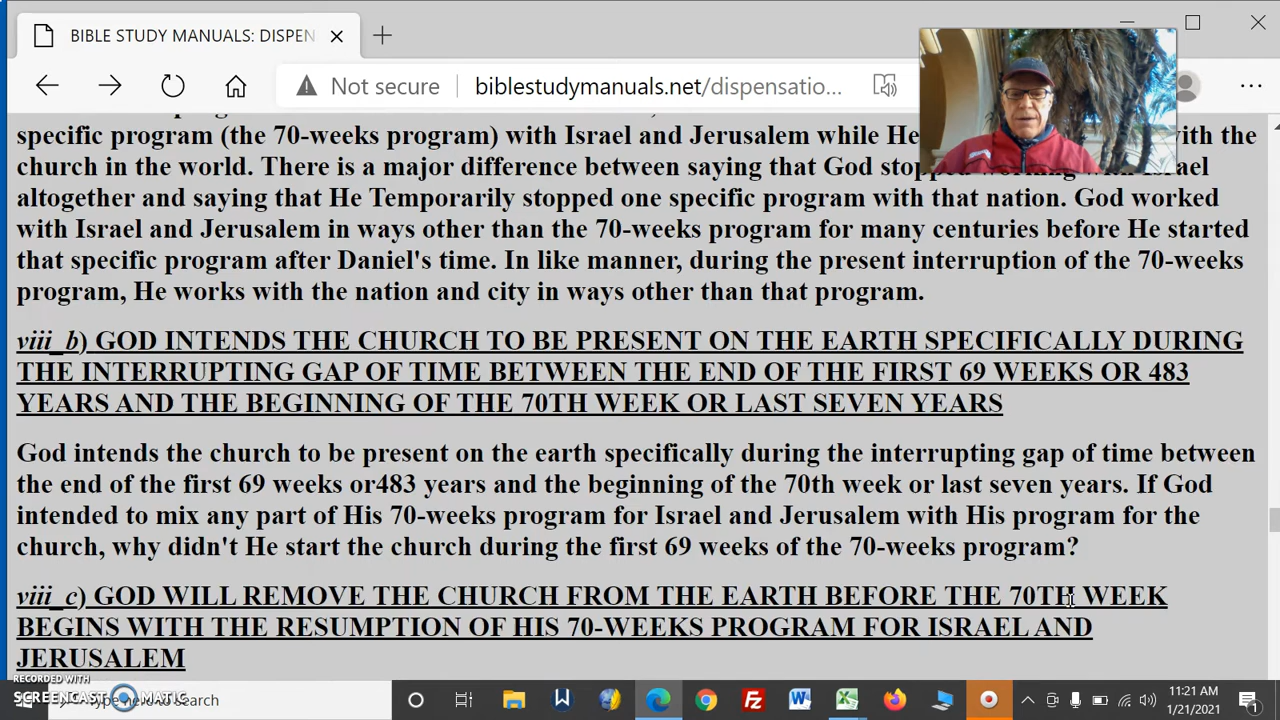 BIBLE STUDY MANUALS: DISPEN
Not secure
biblestudymanuals.net/dispensatio...
specific program (the 70-weeks program) with Israel and Jerusalem while He with the
church in the world. There is a major difference between saying that God
altogether and saying that He Temporarily stopped one specific program with that nation. God worked
with Israel and Jerusalem in ways other than the 70-weeks program for many centuries before He started
that specific program after Daniel's time. In like manner, during the present interruption of the 70-weeks
program, He works with the nation and city in ways other than that program.
viii_b) GOD INTENDS THE CHURCH TO BE PRESENT ON THE EARTH SPECIFICALLY DURING
THE INTERRUPTING GAP OF TIME BETWEEN THE END OF THE FIRST 69 WEEKS OR 483
YEARS AND THE BEGINNING OF THE 70TH WEEK OR LAST SEVEN YEARS
God intends the church to be present on the earth specifically during the interrupting gap of time between
the end of the first 69 weeks or483 years and the beginning of the 70th week or last seven years. If God
intended to mix any part of His 70-weeks program for Israel and Jerusalem with His program for the
church, why didn't He start the church during the first 69 weeks of the 70-weeks program?
viii_c) GOD WILL REMOVE THE CHURCH FROM THE EARTH BEFORE THE 70TH WEEK
BEGINS WITH THE RESUMPTION OF HIS 70-WEEKS PROGRAM FOR ISRAEL AND
JERUSALEM
RECORDED WITH
SCREENCAST MATIC
Type here to search
11:21 AM
1/21/2021